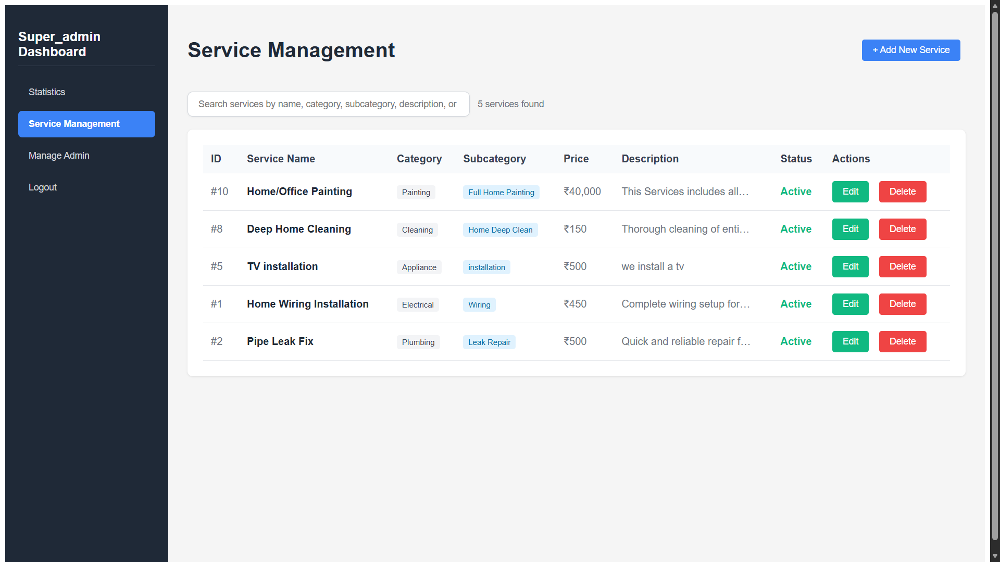 Super_admin
Dashboard
Statistics
Service Management
Manage Admin
Logout
Service Management
+ Add New Service
Search services by name, category, subcategory, description, or
5 services found
ID Service Name Category Subcategory Price Description Status Actions
#10 Home/Office Painting Painting Full Home Painting ₹40,000 This Services includes all… Active Edit Delete
#8 Deep Home Cleaning Cleaning Home Deep Clean ₹150 Thorough cleaning of enti… Active Edit Delete
#5 TV installation Appliance installation ₹500 we install a tv Active Edit Delete
#1 Home Wiring Installation Electrical Wiring ₹450 Complete wiring setup for… Active Edit Delete
#2 Pipe Leak Fix Plumbing Leak Repair ₹500 Quick and reliable repair f… Active Edit Delete